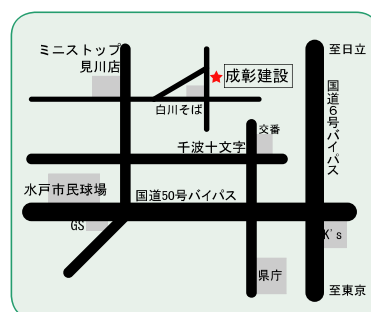 ミニストップ
見川店
至日立
成彰建設
国道6号バイパス
白川そば
交番
千波十文字
水戸市民球場
国道50号バイパス
GS
K's
県庁
至東京